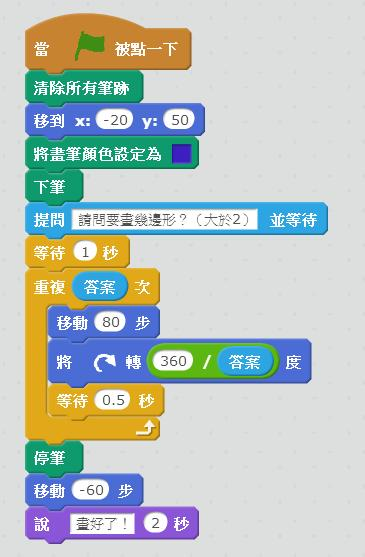 當 被點一下
清除所有筆跡
移到 x: -20 y: 50
將畫筆顏色設定為
下筆
提問 請問要畫幾邊形？（大於2） 並等待
等待 1 秒
重複 答案 次
移動 80 步
將 轉 360 / 答案 度
等待 0.5 秒
停筆
移動 -60 步
說 畫好了！ 2 秒